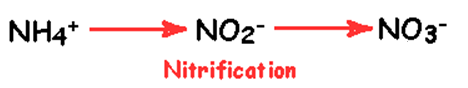 NH4⁺ → NO2⁻ → NO3⁻
Nitrification